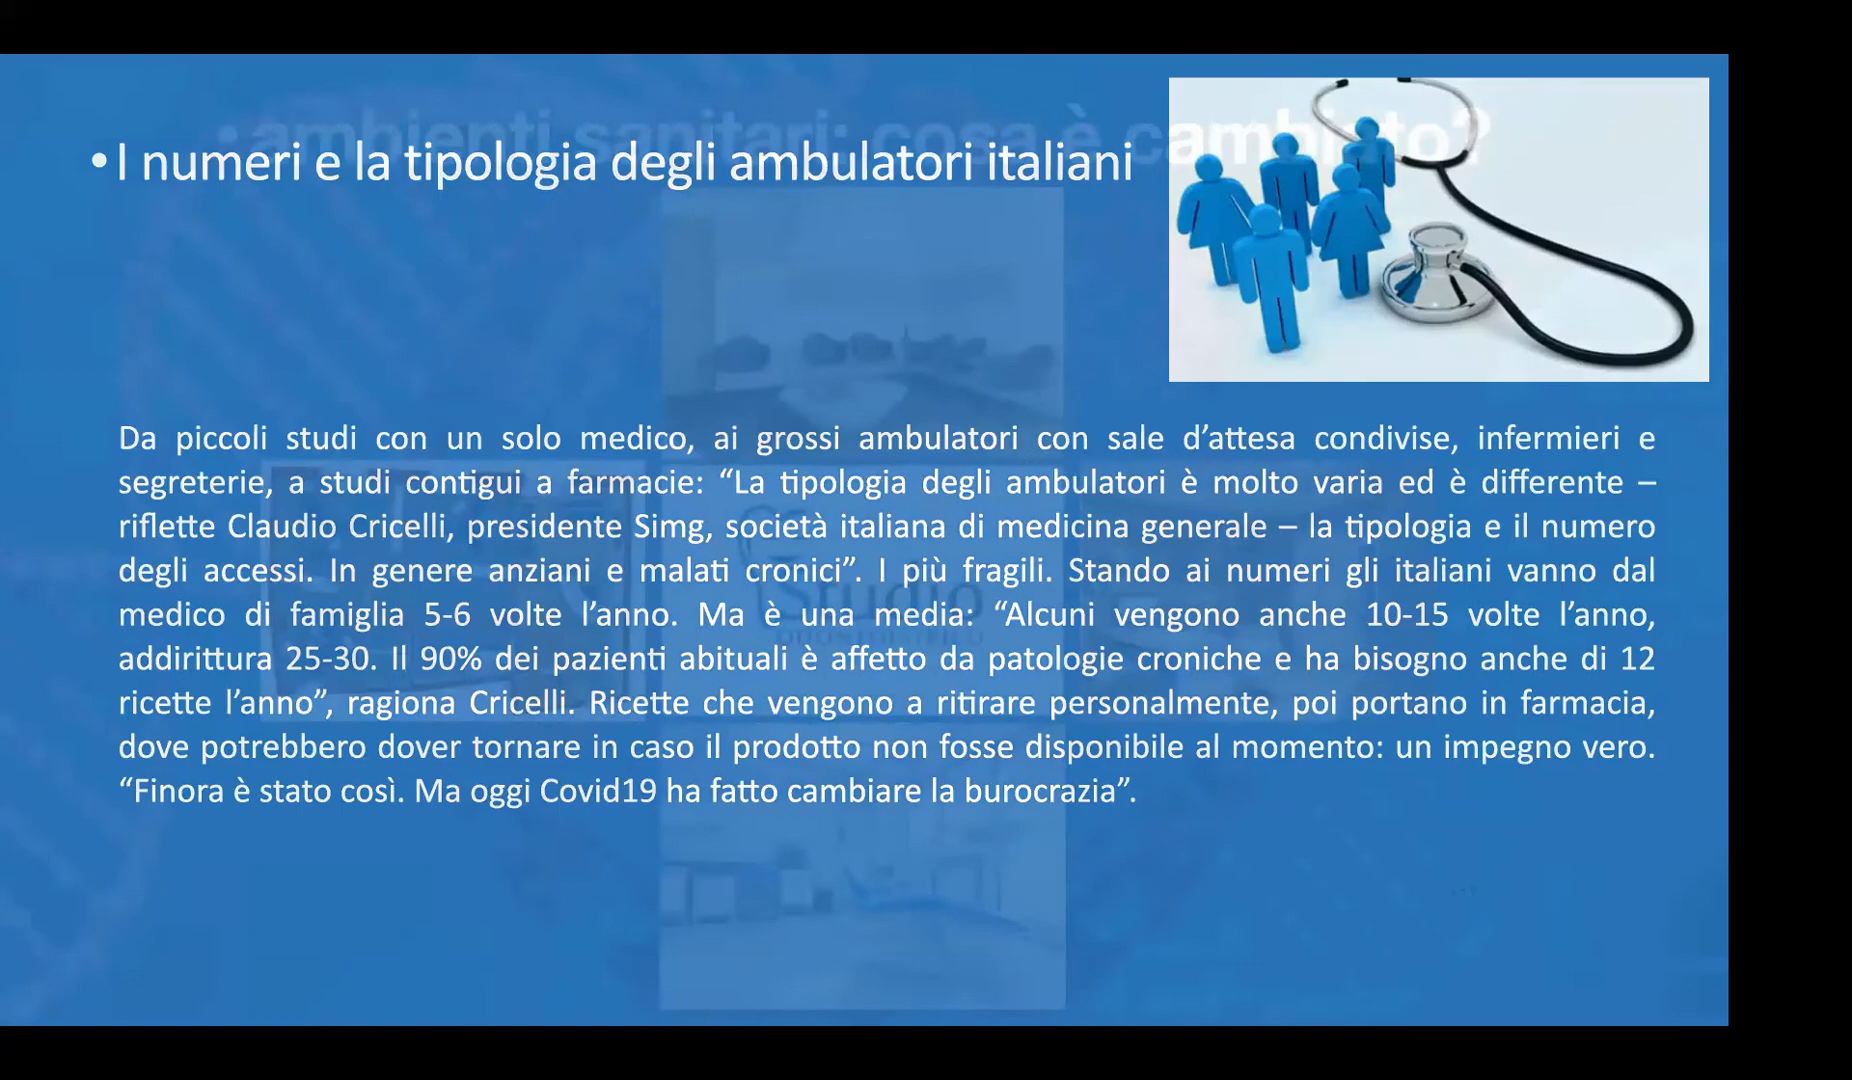 • ambienti sanitari: cosa è cambiato?
• I numeri e la tipologia degli ambulatori italiani
Da piccoli studi con un solo medico, ai grossi ambulatori con sale d’attesa condivise, infermieri e
segreterie, a studi contigui a farmacie: “La tipologia degli ambulatori è molto varia ed è differente –
riflette Claudio Cricelli, presidente Simg, società italiana di medicina generale – la tipologia e il numero
degli accessi. In genere anziani e malati cronici”. I più fragili. Stando ai numeri gli italiani vanno dal
medico di famiglia 5-6 volte l’anno. Ma è una media: “Alcuni vengono anche 10-15 volte l’anno,
addirittura 25-30. Il 90% dei pazienti abituali è affetto da patologie croniche e ha bisogno anche di 12
ricette l’anno”, ragiona Cricelli. Ricette che vengono a ritirare personalmente, poi portano in farmacia,
dove potrebbero dover tornare in caso il prodotto non fosse disponibile al momento: un impegno vero.
“Finora è stato così. Ma oggi Covid19 ha fatto cambiare la burocrazia”.
Studio